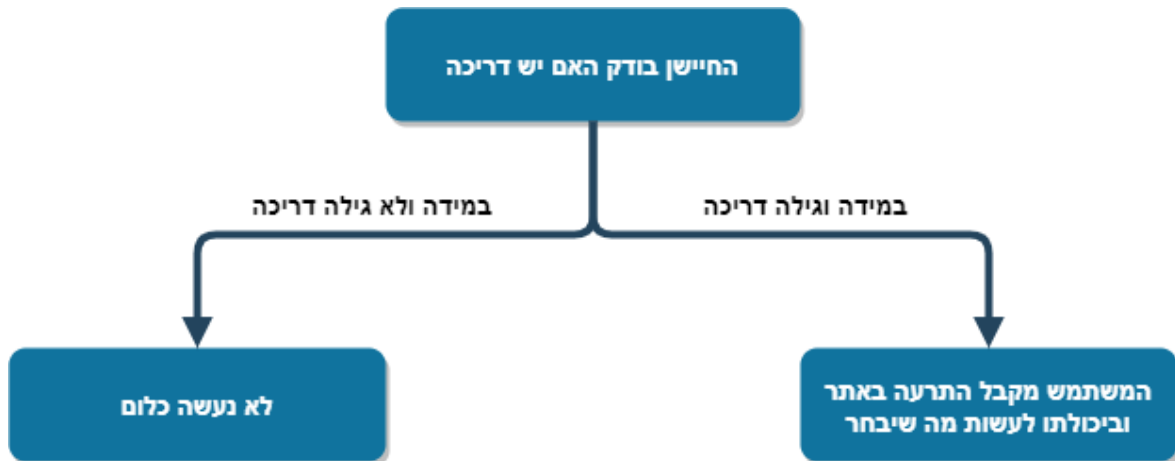 החיישן בודק האם יש דריכה
במידה וגילה דריכה
במידה ולא גילה דריכה
המשתמש מקבל התרעה באתר
וביכולתו לעשות מה שיבחר
לא נעשה כלום